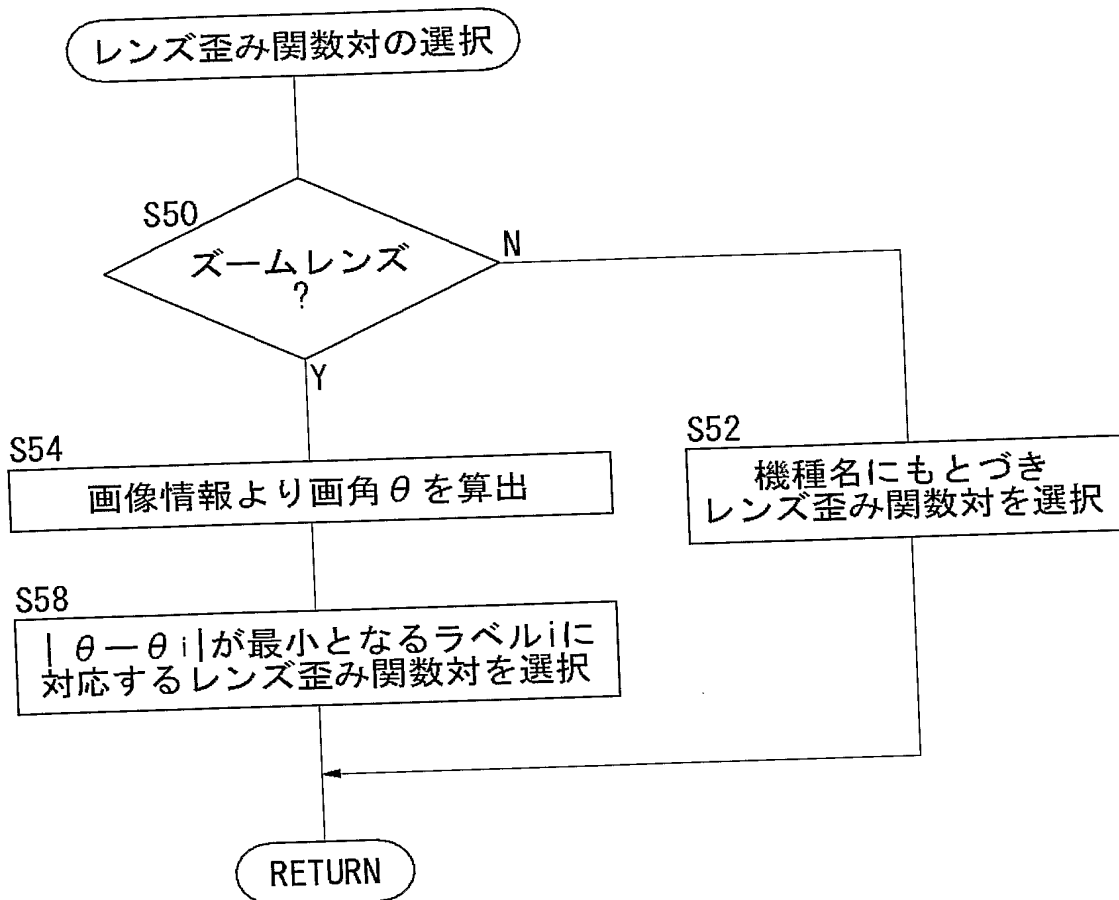 レンズ歪み関数対の選択
S50
ズームレンズ
?
N
Y
S54
画像情報より画角θを算出
S52
機種名にもとづき
レンズ歪み関数対を選択
S58
|θ−θi|が最小となるラベルiに
対応するレンズ歪み関数対を選択
RETURN